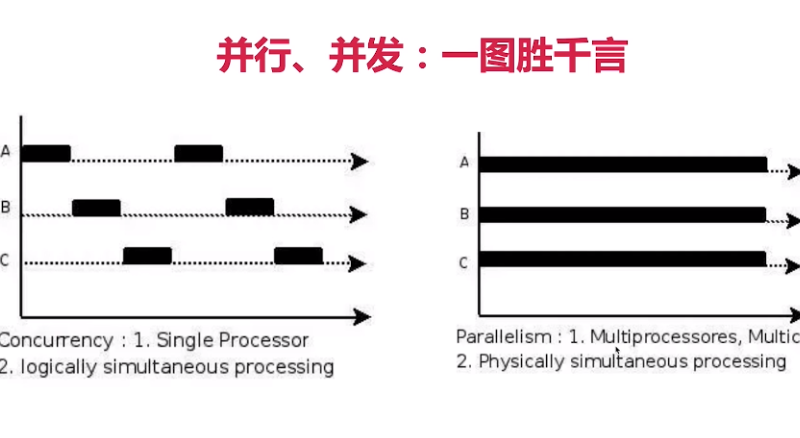 并行、并发：一图胜千言
A
B
C
Concurrency : 1. Single Processor
2. logically simultaneous processing
A
B
C
Parallelism : 1. Multiprocessores, Multic
2. Physically simultaneous processing